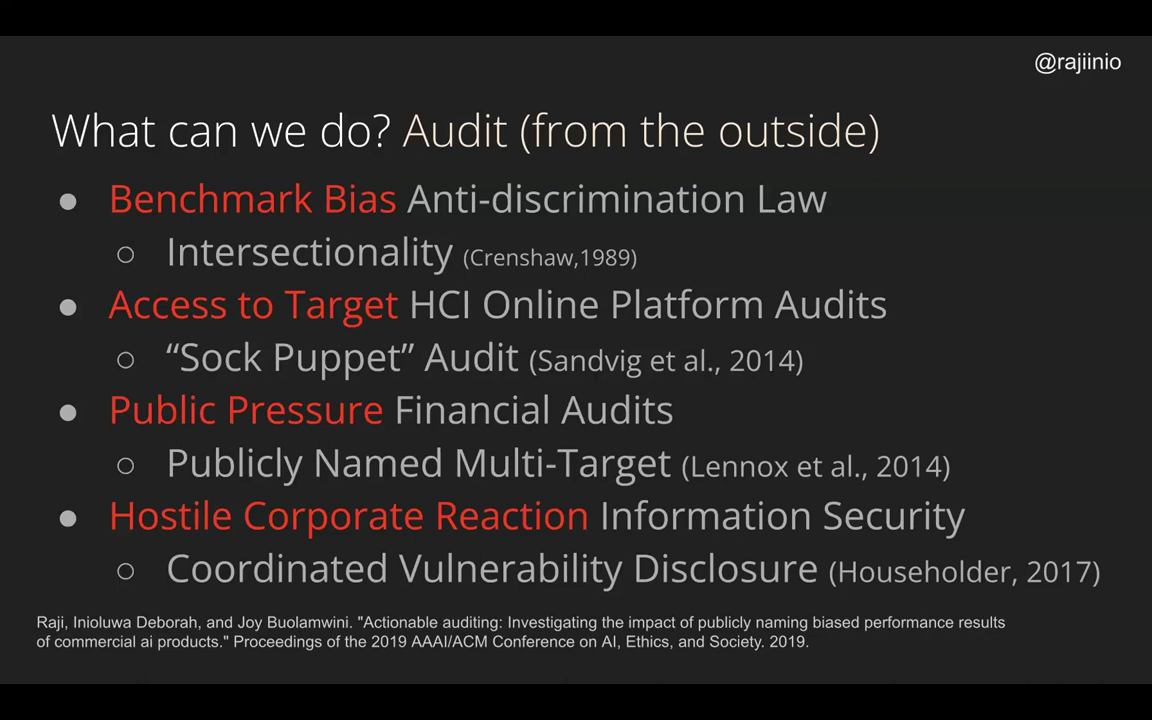 @rajiinio
What can we do? Audit (from the outside)
● Benchmark Bias Anti-discrimination Law
○ Intersectionality (Crenshaw,1989)
● Access to Target HCI Online Platform Audits
○ “Sock Puppet” Audit (Sandvig et al., 2014)
● Public Pressure Financial Audits
○ Publicly Named Multi-Target (Lennox et al., 2014)
● Hostile Corporate Reaction Information Security
○ Coordinated Vulnerability Disclosure (Householder, 2017)
Raji, Inioluwa Deborah, and Joy Buolamwini. "Actionable auditing: Investigating the impact of publicly naming biased performance results
of commercial ai products." Proceedings of the 2019 AAAI/ACM Conference on AI, Ethics, and Society. 2019.